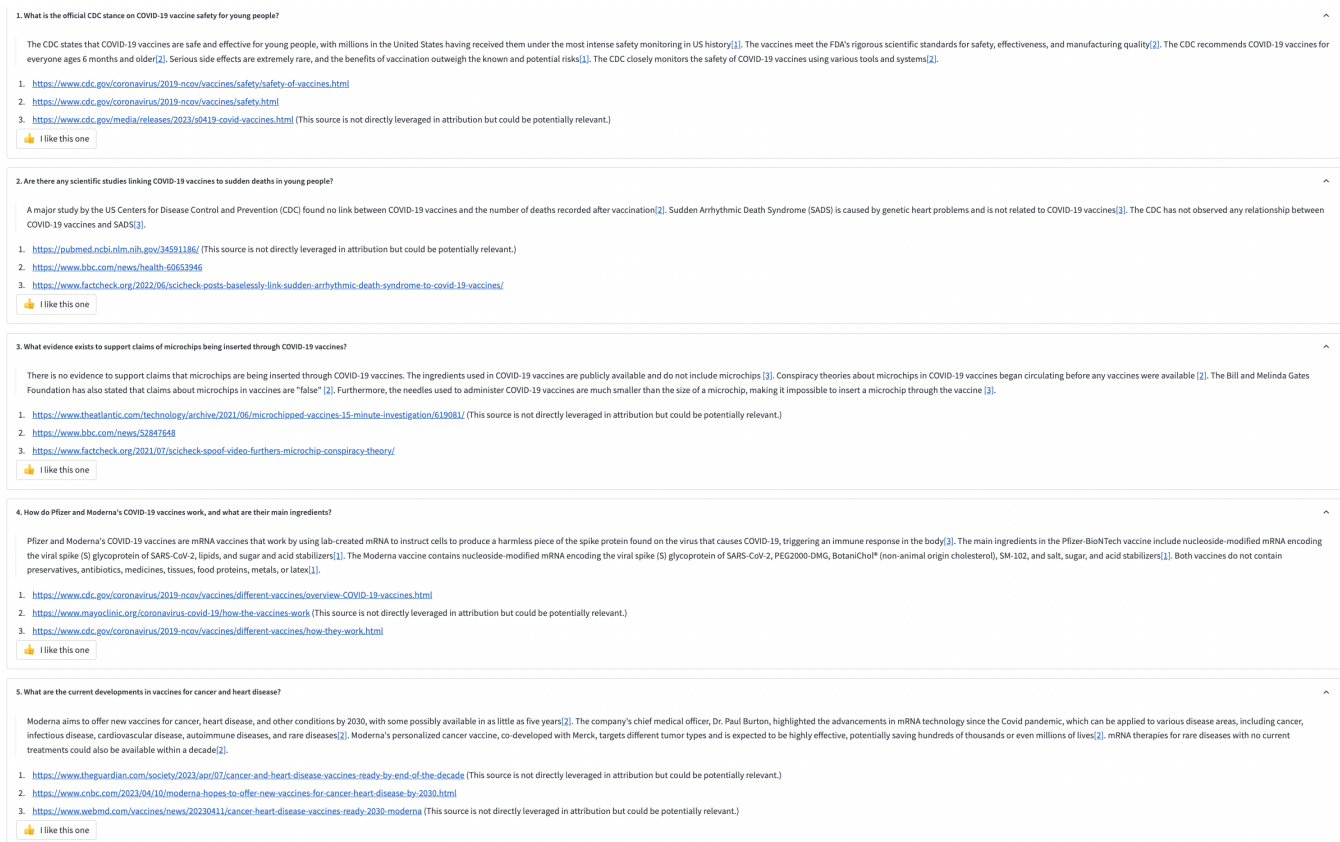 1. What is the official CDC stance on COVID-19 vaccine safety for young people?
The CDC states that COVID-19 vaccines are safe and effective for young people, with millions in the United States having received them under the most intense safety monitoring in US history[1]. The vaccines meet the FDA's rigorous scientific standards for safety, effectiveness, and manufacturing quality[2]. The CDC recommends COVID-19 vaccines for
everyone ages 6 months and older[2]. Serious side effects are extremely rare, and the benefits of vaccination outweigh the known and potential risks[1]. The CDC closely monitors the safety of COVID-19 vaccines using various tools and systems[2].
1. https://www.cdc.gov/coronavirus/2019-ncov/vaccines/safety/safety-of-vaccines.html
2. https://www.cdc.gov/coronavirus/2019-ncov/vaccines/safety.html
3. https://www.cdc.gov/media/releases/2023/s0419-covid-vaccines.html (This source is not directly leveraged in attribution but could be potentially relevant.)
👍 I like this one
2. Are there any scientific studies linking COVID-19 vaccines to sudden deaths in young people?
A major study by the US Centers for Disease Control and Prevention (CDC) found no link between COVID-19 vaccines and the number of deaths recorded after vaccination[2]. Sudden Arrhythmic Death Syndrome (SADS) is caused by genetic heart problems and is not related to COVID-19 vaccines[3]. The CDC has not observed any relationship between
COVID-19 vaccines and SADS[3].
1. https://pubmed.ncbi.nlm.nih.gov/34591186/ (This source is not directly leveraged in attribution but could be potentially relevant.)
2. https://www.bbc.com/news/health-60653946
3. https://www.factcheck.org/2022/06/scicheck-posts-baselessly-link-sudden-arrhythmic-death-syndrome-to-covid-19-vaccines/
👍 I like this one
3. What evidence exists to support claims of microchips being inserted through COVID-19 vaccines?
There is no evidence to support claims that microchips are being inserted through COVID-19 vaccines. The ingredients used in COVID-19 vaccines are publicly available and do not include microchips [3]. Conspiracy theories about microchips in COVID-19 vaccines began circulating before any vaccines were available [2]. The Bill and Melinda Gates
Foundation has also stated that claims about microchips in vaccines are "false" [2]. Furthermore, the needles used to administer COVID-19 vaccines are much smaller than the size of a microchip, making it impossible to insert a microchip through the vaccine [3].
1. https://www.theatlantic.com/technology/archive/2021/06/microchipped-vaccines-15-minute-investigation/619081/ (This source is not directly leveraged in attribution but could be potentially relevant.)
2. https://www.bbc.com/news/52847648
3. https://www.factcheck.org/2021/07/scicheck-spoof-video-furthers-microchip-conspiracy-theory/
👍 I like this one
4. How do Pfizer and Moderna's COVID-19 vaccines work, and what are their main ingredients?
Pfizer and Moderna's COVID-19 vaccines are mRNA vaccines that work by using lab-created mRNA to instruct cells to produce a harmless piece of the spike protein found on the virus that causes COVID-19, triggering an immune response in the body[3]. The main ingredients in the Pfizer-BioNTech vaccine include nucleoside-modified mRNA encoding
the viral spike (S) glycoprotein of SARS-CoV-2, lipids, and sugar and acid stabilizers[1]. The Moderna vaccine contains nucleoside-modified mRNA encoding the viral spike (S) glycoprotein of SARS-CoV-2, PEG2000-DMG, BotaniChol® (non-animal origin cholesterol), SM-102, and salt, sugar, and acid stabilizers[1]. Both vaccines do not contain
preservatives, antibiotics, medicines, tissues, food proteins, metals, or latex[1].
1. https://www.cdc.gov/coronavirus/2019-ncov/vaccines/different-vaccines/overview-COVID-19-vaccines.html
2. https://www.mayoclinic.org/coronavirus-covid-19/how-the-vaccines-work (This source is not directly leveraged in attribution but could be potentially relevant.)
3. https://www.cdc.gov/coronavirus/2019-ncov/vaccines/different-vaccines/how-they-work.html
👍 I like this one
5. What are the current developments in vaccines for cancer and heart disease?
Moderna aims to offer new vaccines for cancer, heart disease, and other conditions by 2030, with some possibly available in as little as five years[2]. The company's chief medical officer, Dr. Paul Burton, highlighted the advancements in mRNA technology since the Covid pandemic, which can be applied to various disease areas, including cancer,
infectious disease, cardiovascular disease, autoimmune diseases, and rare diseases[2]. Moderna's personalized cancer vaccine, co-developed with Merck, targets different tumor types and is expected to be highly effective, potentially saving hundreds of thousands or even millions of lives[2]. mRNA therapies for rare diseases with no current
treatments could also be available within a decade[2].
1. https://www.theguardian.com/society/2023/apr/07/cancer-and-heart-disease-vaccines-ready-by-end-of-the-decade (This source is not directly leveraged in attribution but could be potentially relevant.)
2. https://www.cnbc.com/2023/04/10/moderna-hopes-to-offer-new-vaccines-for-cancer-heart-disease-by-2030.html
3. https://www.webmd.com/vaccines/news/20230411/cancer-heart-disease-vaccines-ready-2030-moderna (This source is not directly leveraged in attribution but could be potentially relevant.)
👍 I like this one